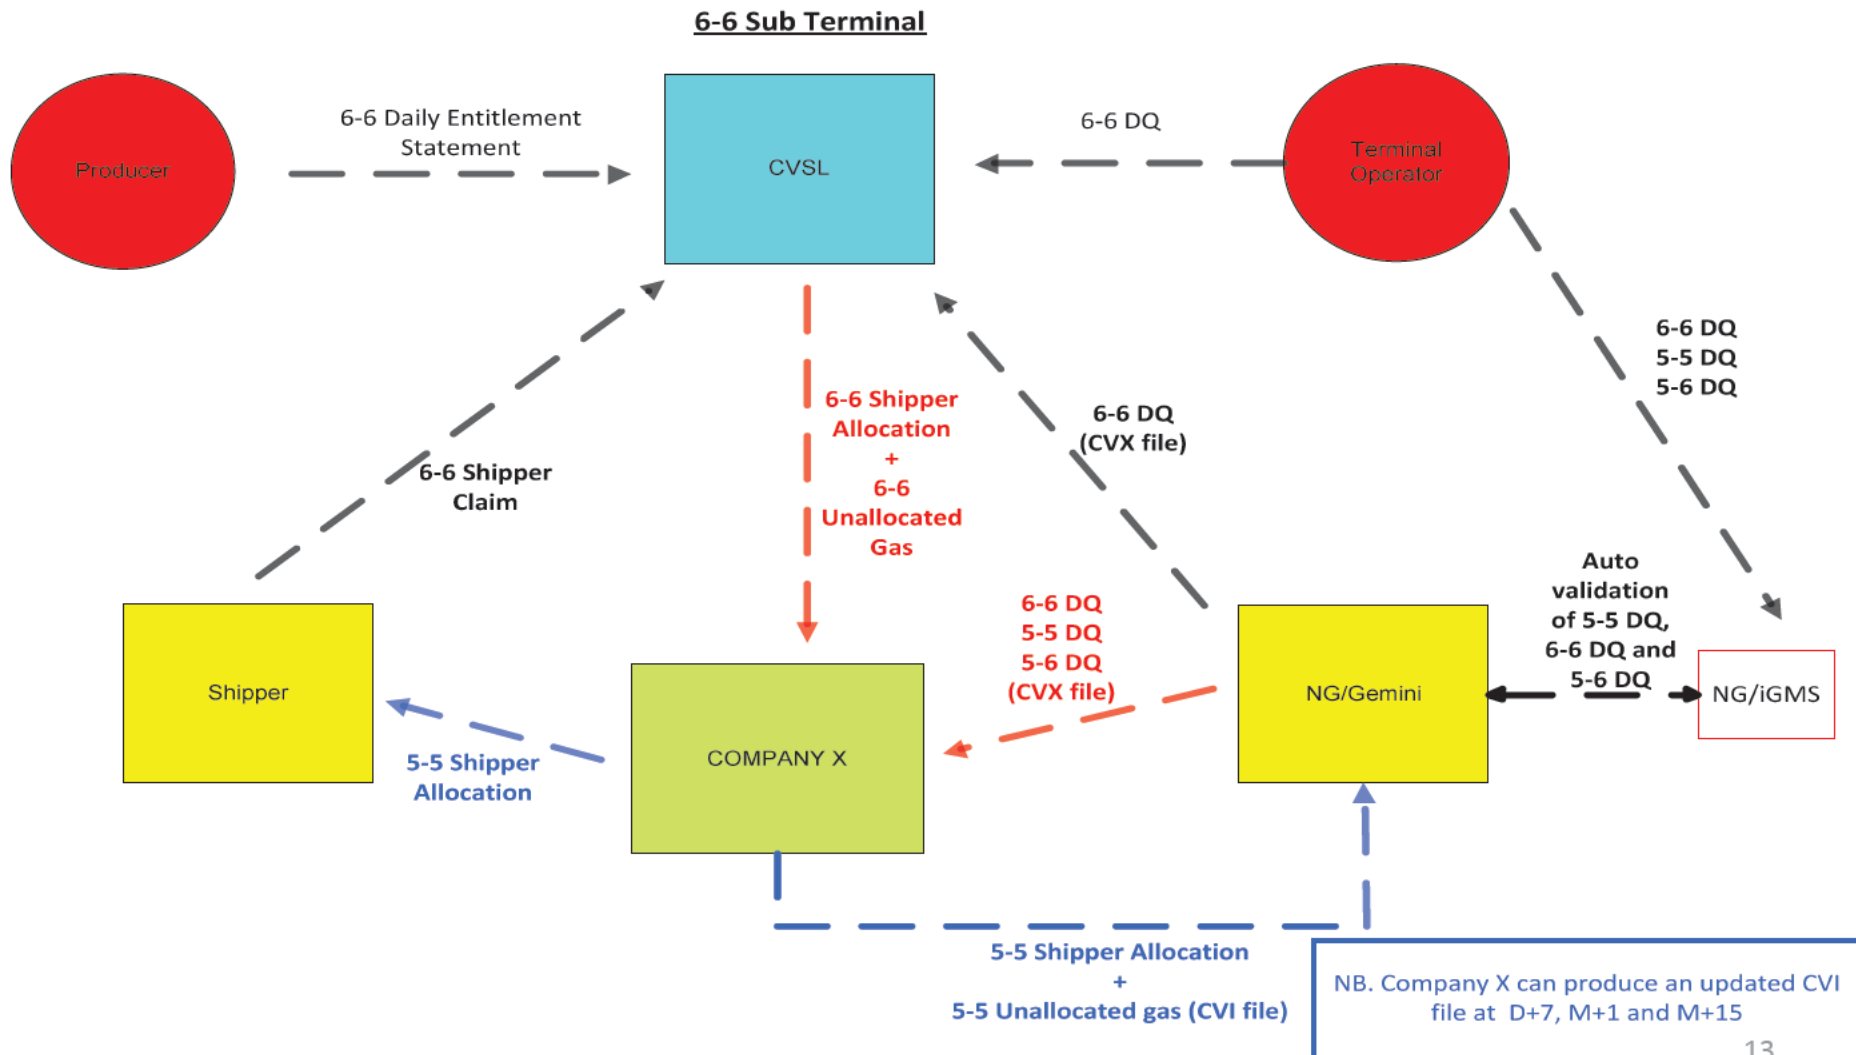 6-6 Sub Terminal
6-6 Daily Entitlement
Statement
6-6 DQ
Producer
CVSL
Terminal
Operator
6-6 DQ
5-5 DQ
5-6 DQ
6-6 Shipper
Allocation
+
6-6
Unallocated
Gas
6-6 DQ
(CVX file)
6-6 Shipper
Claim
Auto
validation
of 5-5 DQ,
6-6 DQ and
5-6 DQ
6-6 DQ
5-5 DQ
5-6 DQ
(CVX file)
Shipper
NG/Gemini
NG/iGMS
COMPANY X
5-5 Shipper
Allocation
5-5 Shipper Allocation
+
5-5 Unallocated gas (CVI file)
NB. Company X can produce an updated CVI
file at D+7, M+1 and M+15
13